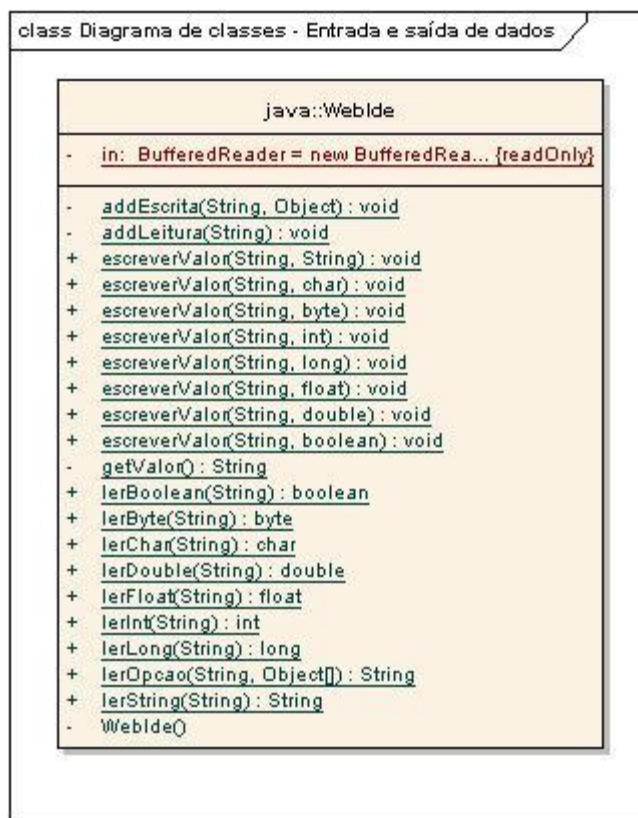 class Diagrama de classes - Entrada e saída de dados
java::WebIde
- in: BufferedReader = new BufferedRea... {readOnly}
- addEscrita(String, Object) : void
- addLeitura(String) : void
+ escreverValor(String, String) : void
+ escreverValor(String, char) : void
+ escreverValor(String, byte) : void
+ escreverValor(String, int) : void
+ escreverValor(String, long) : void
+ escreverValor(String, float) : void
+ escreverValor(String, double) : void
+ escreverValor(String, boolean) : void
- getValor() : String
+ lerBoolean(String) : boolean
+ lerByte(String) : byte
+ lerChar(String) : char
+ lerDouble(String) : double
+ lerFloat(String) : float
+ lerInt(String) : int
+ lerLong(String) : long
+ lerOpcao(String, Object[]) : String
+ lerString(String) : String
- WebIde()